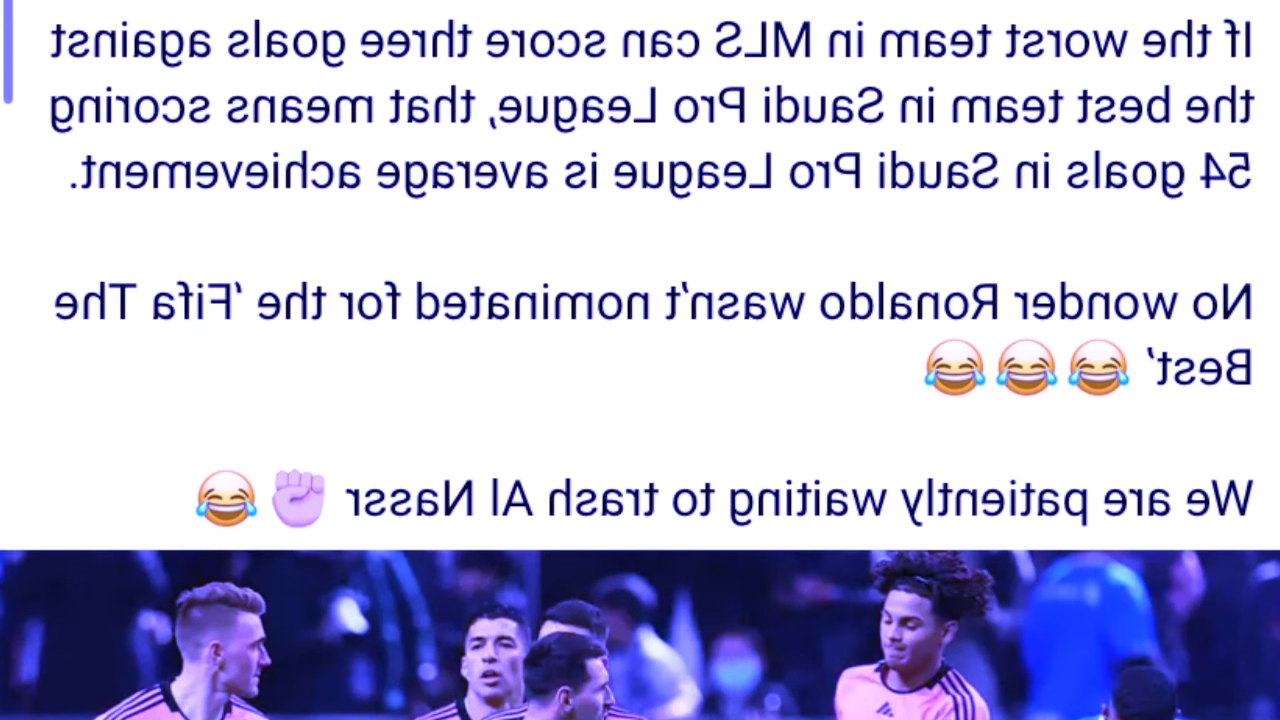 If the worst team in MLS can score three goals against
the best team in Saudi Pro League, that means scoring
54 goals in Saudi Pro League is average achievement.
No wonder Ronaldo wasn't nominated for the 'Fifa The
Best' 😂😂😂
We are patiently waiting to trash Al Nassr ✊😂